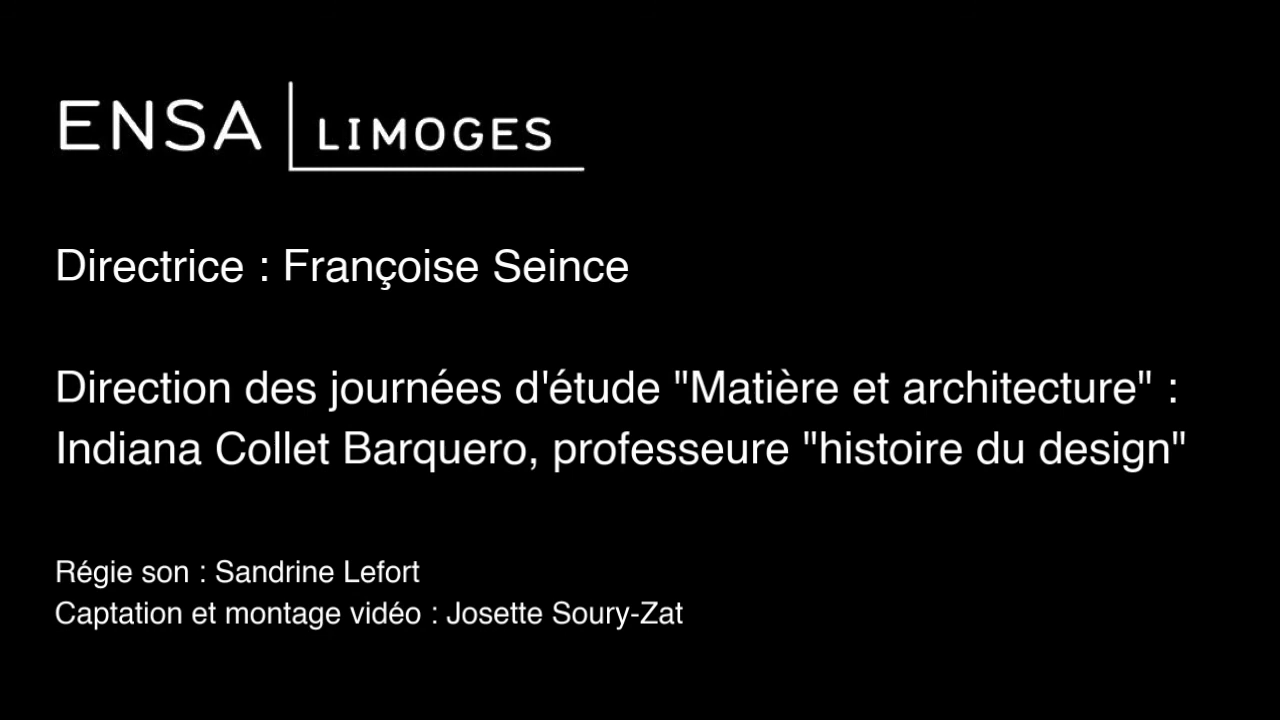 ENSA LIMOGES
Directrice : Françoise Seince
Direction des journées d'étude "Matière et architecture" :
Indiana Collet Barquero, professeure "histoire du design"
Régie son : Sandrine Lefort
Captation et montage vidéo : Josette Soury-Zat